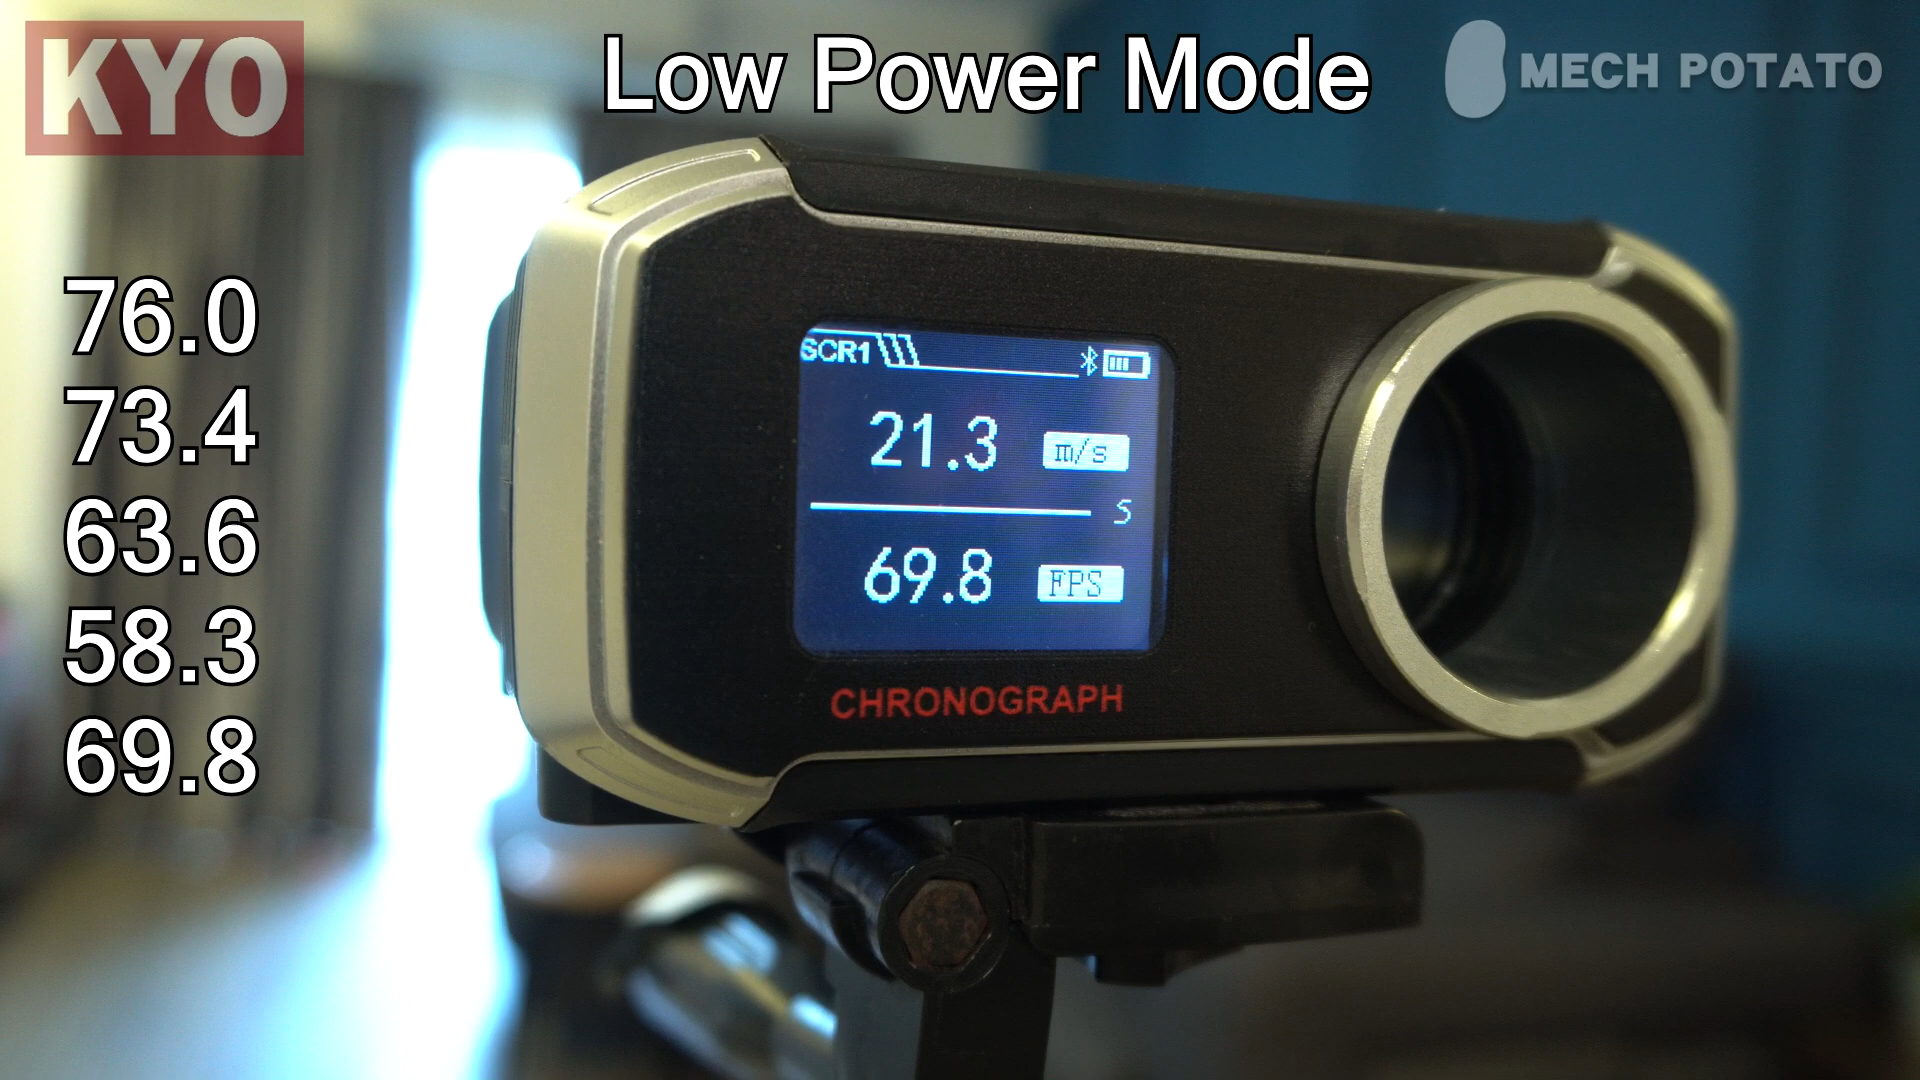 KYO
Low Power Mode
MECH POTATO
76.0
73.4
63.6
58.3
69.8
SCR1
21.3 m/s
5
69.8 FPS
CHRONOGRAPH